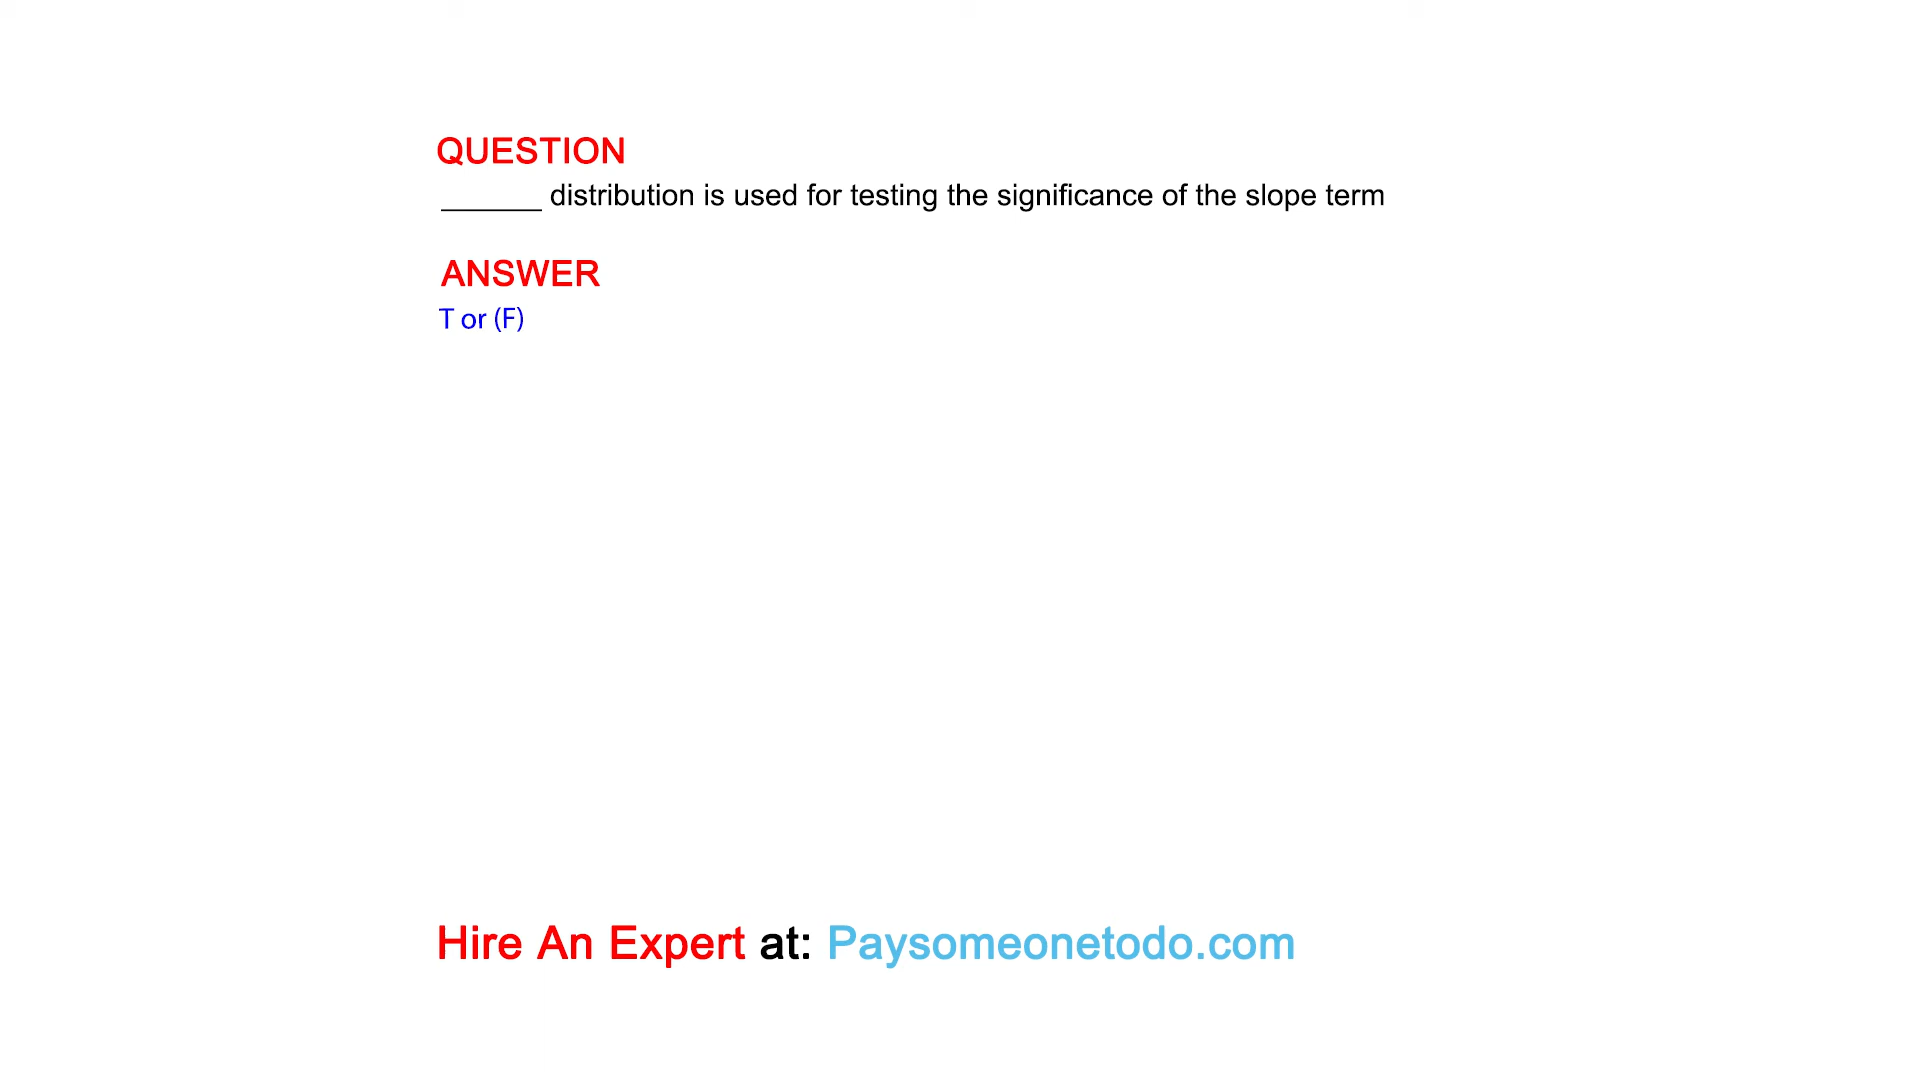 QUESTION
______ distribution is used for testing the significance of the slope term
ANSWER
T or (F)
Hire An Expert at: Paysomeonetodo.com